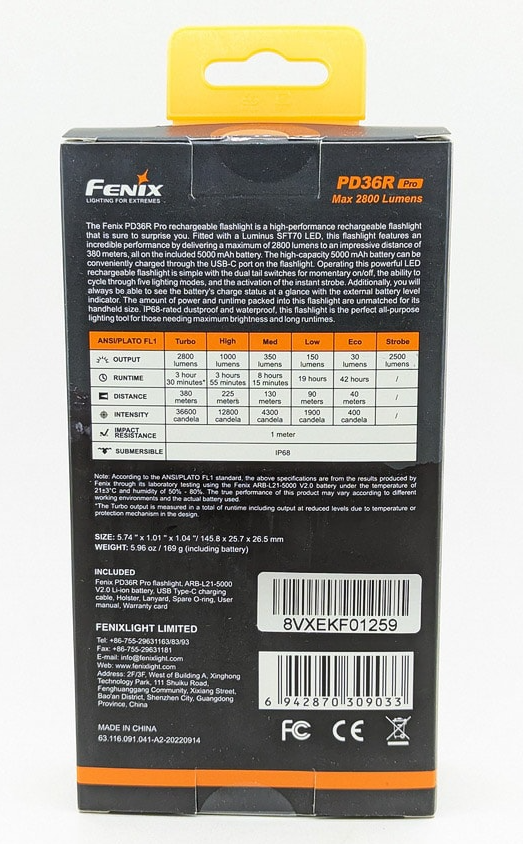 FENIX
LIGHTING FOR EXTREMES
PD36R Pro
Max 2800 Lumens
The Fenix PD36R Pro rechargeable flashlight is a high-performance rechargeable flashlight
that is sure to surprise you. Fitted with a Luminus SFT70 LED, this flashlight features an
incredible performance by delivering a maximum of 2800 lumens to an impressive distance of
380 meters, all on the included 5000 mAh battery. The high-capacity 5000 mAh battery can be
conveniently charged through the USB-C port on the flashlight. Operating this powerful LED
rechargeable flashlight is simple with the dual tail switches for momentary on/off, the ability to
cycle through five lighting modes, and the activation of the instant strobe. Additionally, you will
always be able to see the battery's charge status at a glance with the external battery level
indicator. The amount of power and runtime packed into this flashlight are unmatched for its
handheld size. IP68-rated dustproof and waterproof, this flashlight is the perfect all-purpose
lighting tool for those needing maximum brightness and long runtimes.
ANSI/PLATO FL1 Turbo High Med Low Eco Strobe
OUTPUT 2800 lumens 1000 lumens 350 lumens 150 lumens 30 lumens 2500 lumens
RUNTIME 3 hour 30 minutes* 3 hours 55 minutes 8 hours 15 minutes 19 hours 42 hours /
DISTANCE 380 meters 225 meters 130 meters 90 meters 40 meters /
INTENSITY 36600 candela 12800 candela 4300 candela 1900 candela 400 candela /
IMPACT RESISTANCE 1 meter
SUBMERSIBLE IP68
Note: According to the ANSI/PLATO FL1 standard, the above specifications are from the results produced by
Fenix through its laboratory testing using the Fenix ARB-L21-5000 V2.0 battery under the temperature of
21±3°C and humidity of 50% - 80%. The true performance of this product may vary according to different
working environments and the actual battery used.
*The Turbo output is measured in a total of runtime including output at reduced levels due to temperature or
protection mechanism in the design.
SIZE: 5.74 " x 1.01 " x 1.04 "/ 145.8 x 25.7 x 26.5 mm
WEIGHT: 5.96 oz / 169 g (including battery)
INCLUDED
Fenix PD36R Pro flashlight, ARB-L21-5000
V2.0 Li-ion battery, USB Type-C charging
cable, Holster, Lanyard, Spare O-ring, User
manual, Warranty card
FENIXLIGHT LIMITED
Tel: +86-755-29631163/83/93
Fax: +86-755-29631181
E-mail: info@fenixlight.com
Web: www.fenixlight.com
Address: 2F/3F, West of Building A, Xinghong
Technology Park, 111 Shuiku Road,
Fenghuanggang Community, Xixiang Street,
Bao'an District, Shenzhen City, Guangdong
Province, China
MADE IN CHINA
63.116.091.041-A2-20220914
8VXEKF01259
6 942870 309033
FC CE